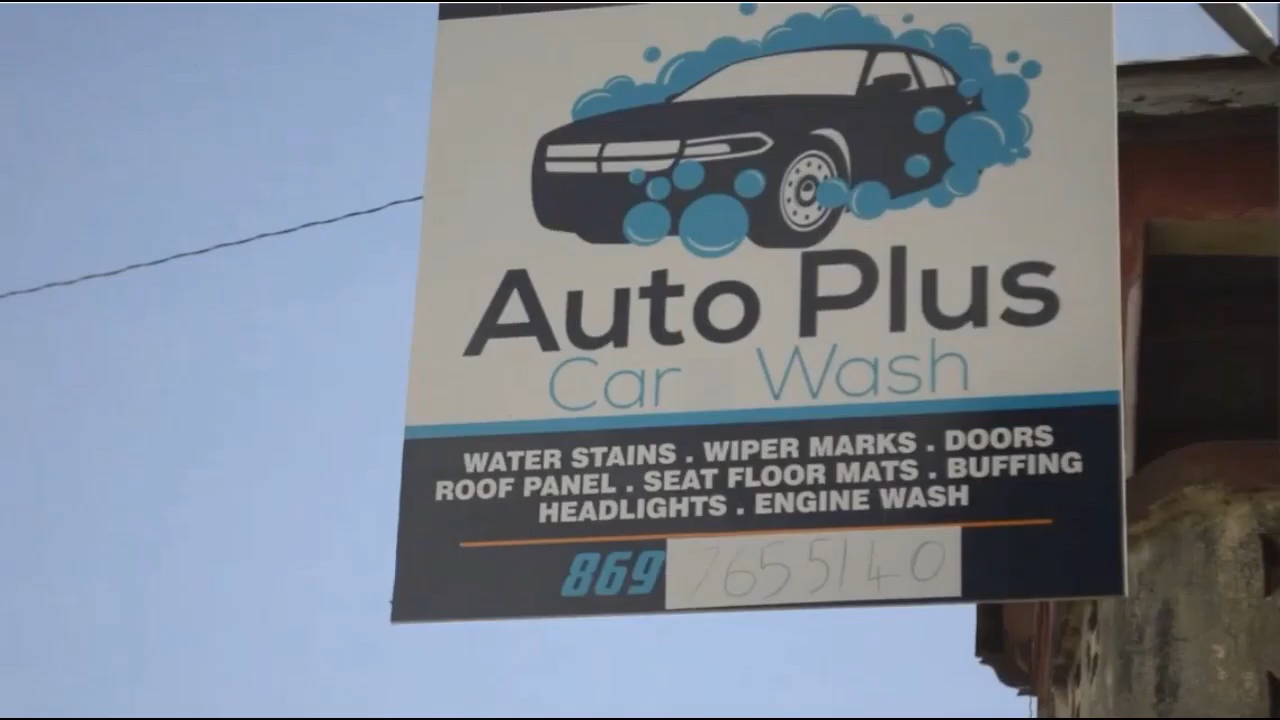 Auto Plus
Car Wash
WATER STAINS . WIPER MARKS . DOORS
ROOF PANEL . SEAT FLOOR MATS . BUFFING
HEADLIGHTS . ENGINE WASH
869 7655140